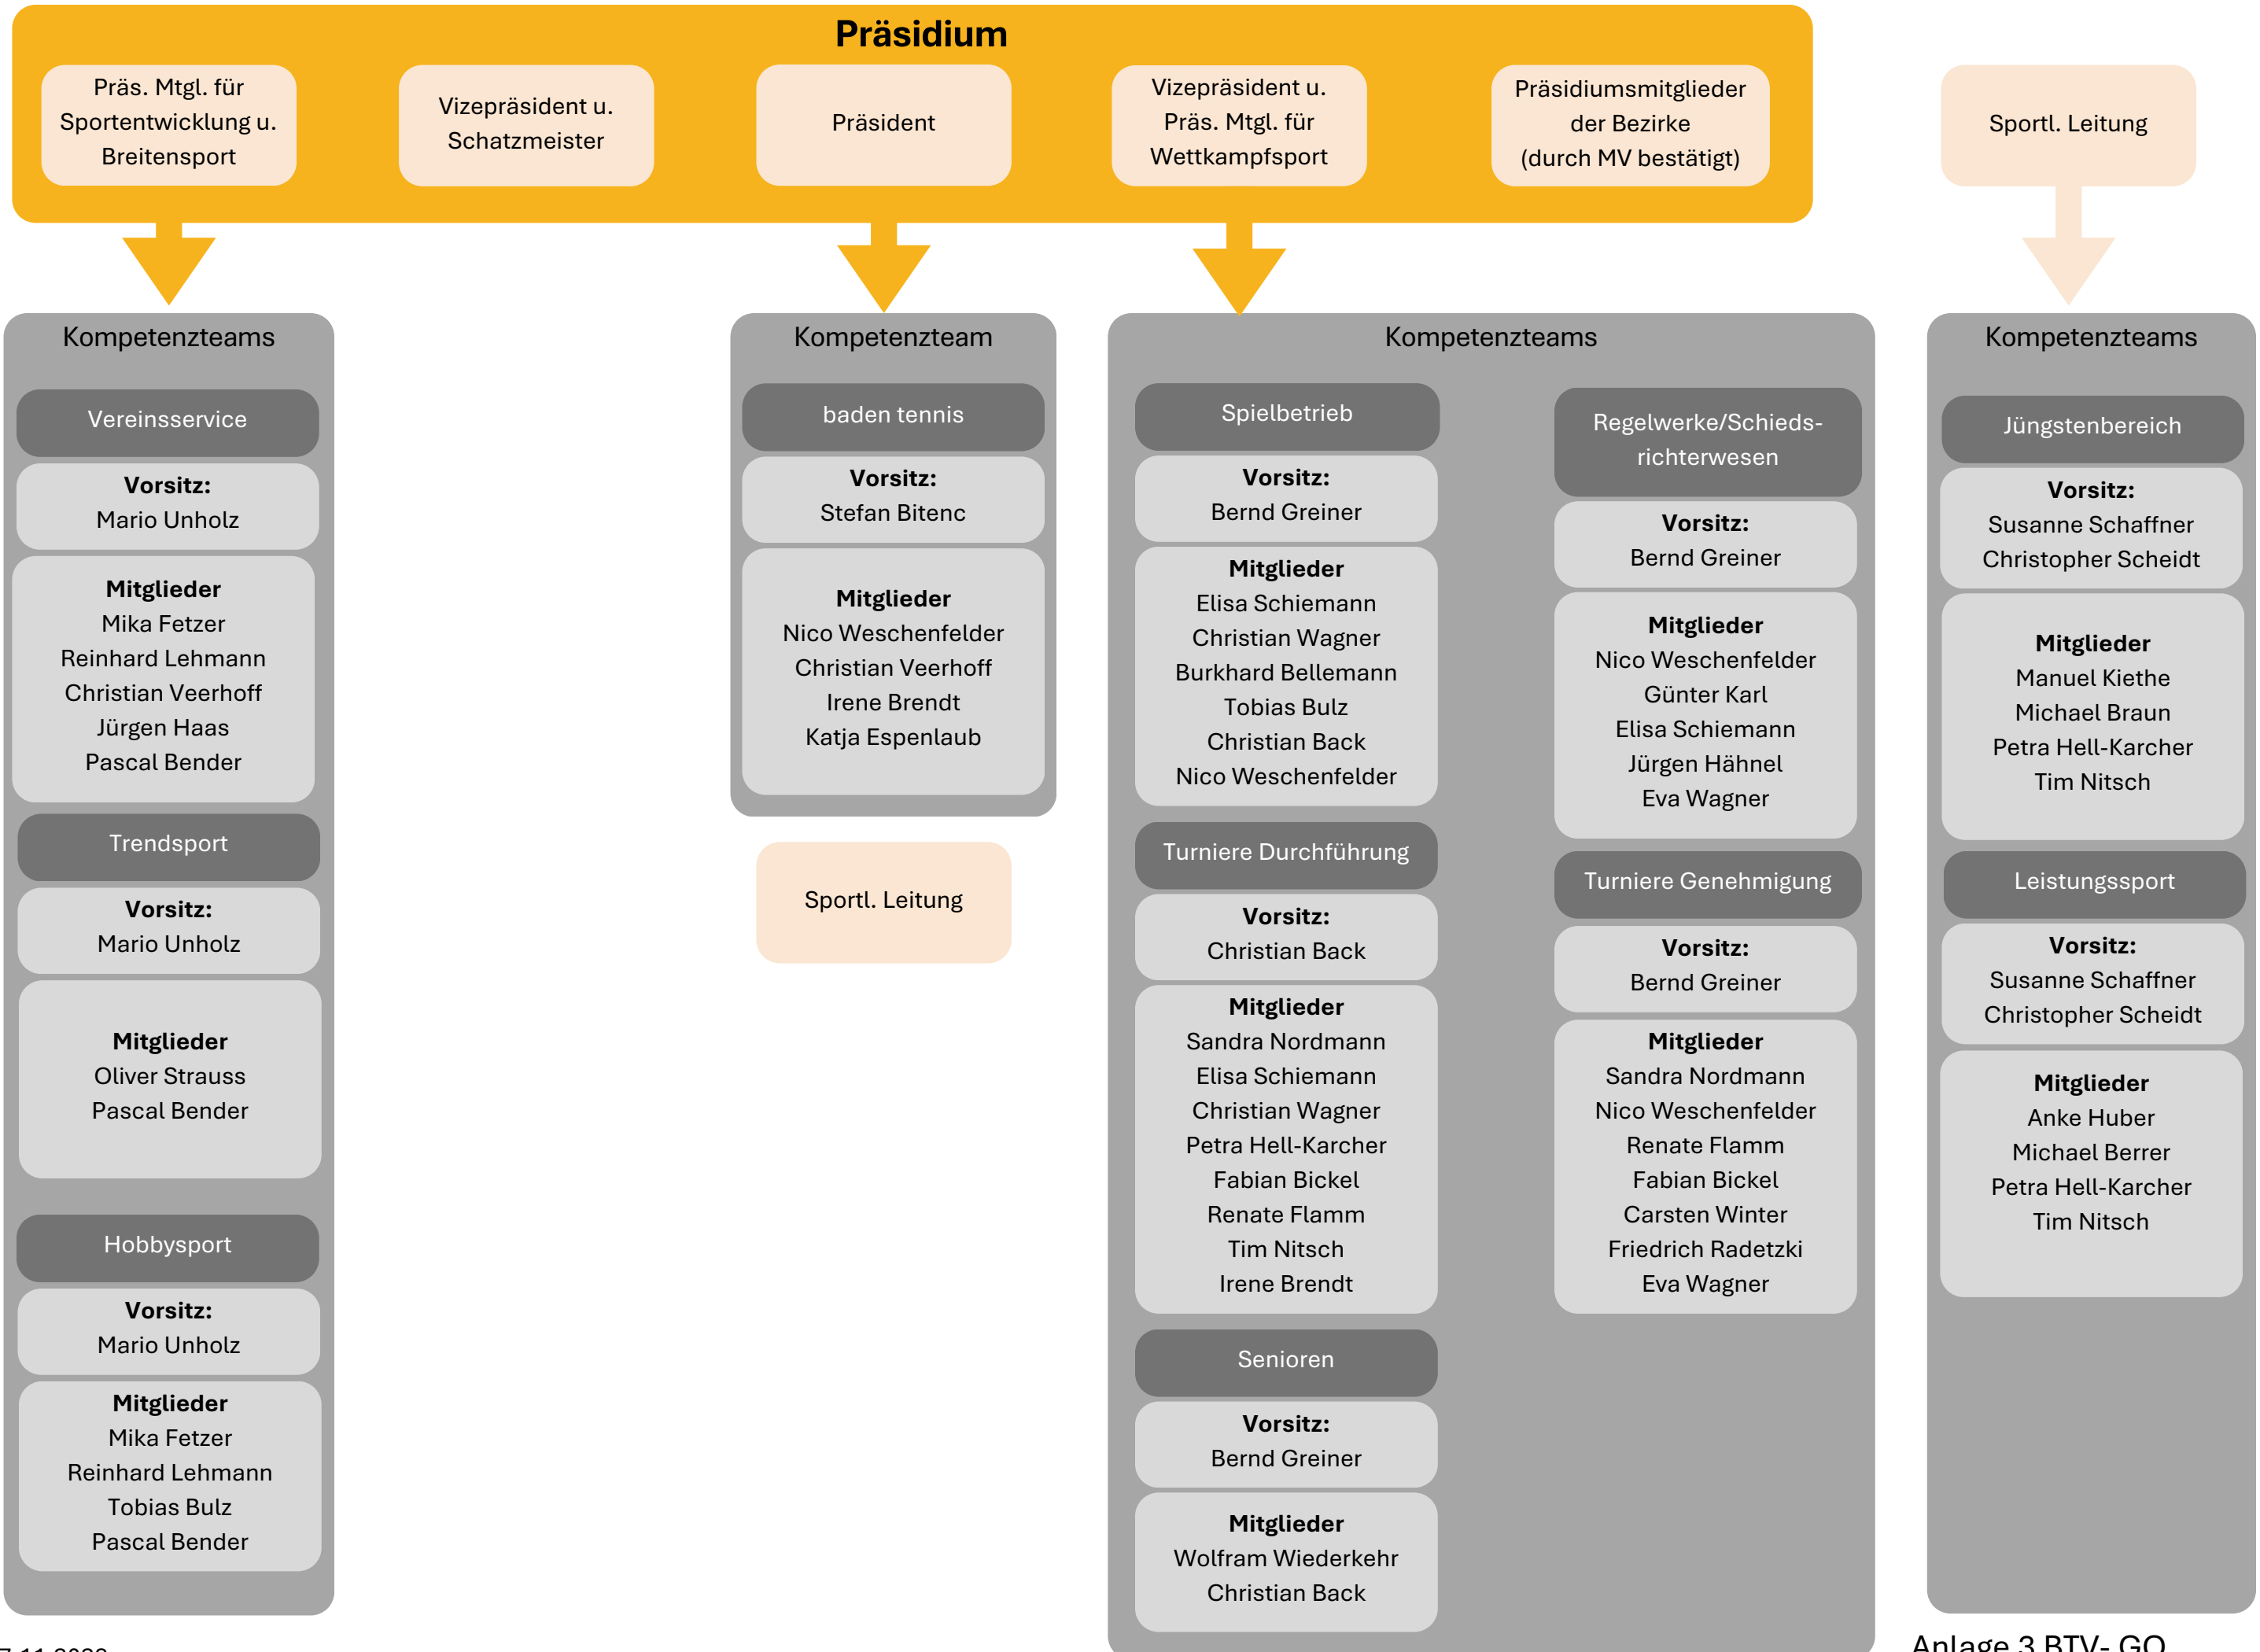 Präsidium
Präs. Mtgl. für
Sportentwicklung u.
Breitensport
Vizepräsident u.
Schatzmeister
Präsident
Vizepräsident u.
Präs. Mtgl. für
Wettkampfsport
Präsidiumsmitglieder
der Bezirke
(durch MV bestätigt)
Sportl. Leitung
Kompetenzteams
Vereinsservice
Vorsitz:
Mario Unholz
Mitglieder
Mika Fetzer
Reinhard Lehmann
Christian Veerhoff
Jürgen Haas
Pascal Bender
Trendsport
Vorsitz:
Mario Unholz
Mitglieder
Oliver Strauss
Pascal Bender
Hobbysport
Vorsitz:
Mario Unholz
Mitglieder
Mika Fetzer
Reinhard Lehmann
Tobias Bulz
Pascal Bender
Kompetenzteam
baden tennis
Vorsitz:
Stefan Bitenc
Mitglieder
Nico Weschenfelder
Christian Veerhoff
Irene Brendt
Katja Espenlaub
Sportl. Leitung
Kompetenzteams
Spielbetrieb
Vorsitz:
Bernd Greiner
Mitglieder
Elisa Schiemann
Christian Wagner
Burkhard Bellemann
Tobias Bulz
Christian Back
Nico Weschenfelder
Turniere Durchführung
Vorsitz:
Christian Back
Mitglieder
Sandra Nordmann
Elisa Schiemann
Christian Wagner
Petra Hell-Karcher
Fabian Bickel
Renate Flamm
Tim Nitsch
Irene Brendt
Senioren
Vorsitz:
Bernd Greiner
Mitglieder
Wolfram Wiederkehr
Christian Back
Regelwerke/Schieds-
richterwesen
Vorsitz:
Bernd Greiner
Mitglieder
Nico Weschenfelder
Günter Karl
Elisa Schiemann
Jürgen Hähnel
Eva Wagner
Turniere Genehmigung
Vorsitz:
Bernd Greiner
Mitglieder
Sandra Nordmann
Nico Weschenfelder
Renate Flamm
Fabian Bickel
Carsten Winter
Friedrich Radetzki
Eva Wagner
Kompetenzteams
Jüngstenbereich
Vorsitz:
Susanne Schaffner
Christopher Scheidt
Mitglieder
Manuel Kiethe
Michael Braun
Petra Hell-Karcher
Tim Nitsch
Leistungssport
Vorsitz:
Susanne Schaffner
Christopher Scheidt
Mitglieder
Anke Huber
Michael Berrer
Petra Hell-Karcher
Tim Nitsch
Anlage 3 BTV- GO